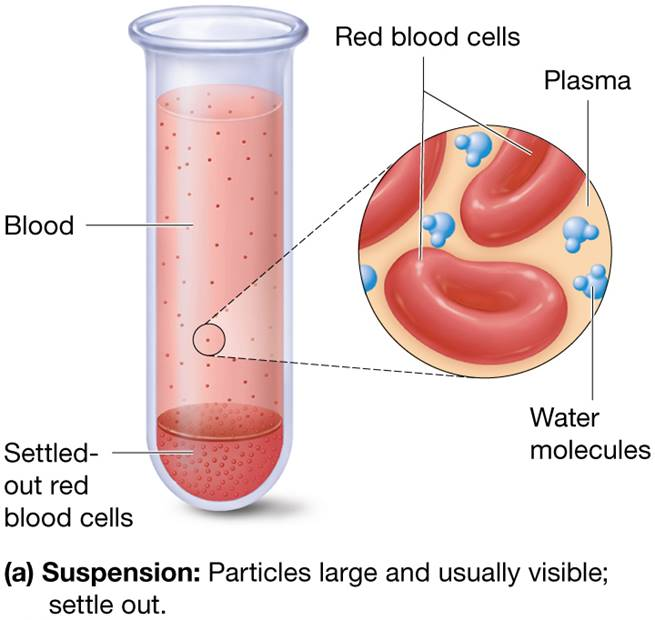 Red blood cells
Plasma
Blood
Water
molecules
Settled-
out red
blood cells
(a) Suspension: Particles large and usually visible;
settle out.